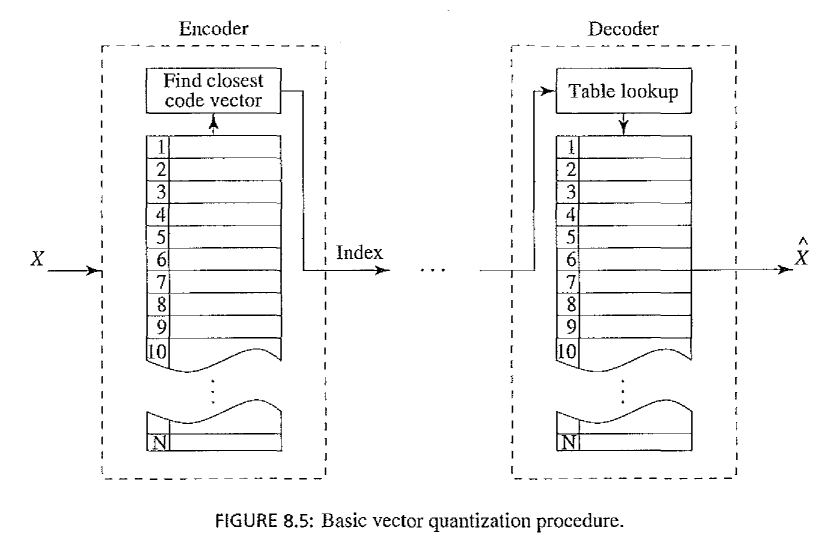 Encoder
Decoder
Find closest
code vector
Table lookup
1
2
3
4
5
6
7
8
9
10
N
X
Index
...
1
2
3
4
5
6
7
8
9
10
N
X̂
FIGURE 8.5: Basic vector quantization procedure.